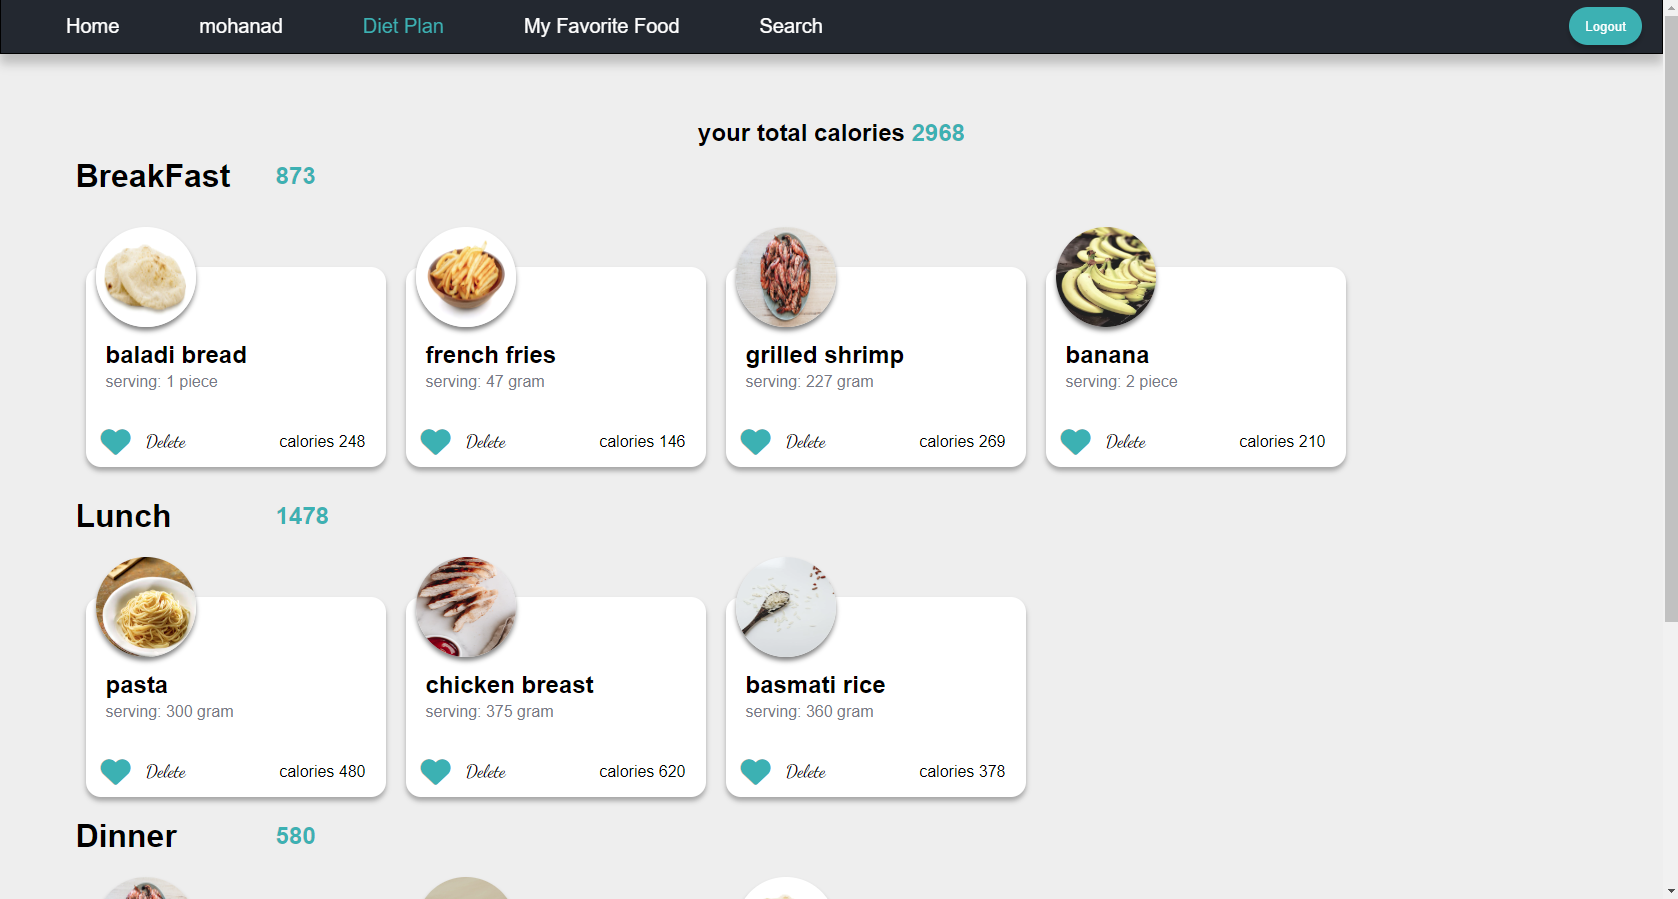 Home mohanad Diet Plan My Favorite Food Search Logout
your total calories 2968
BreakFast 873
baladi bread
serving: 1 piece
Delete calories 248
french fries
serving: 47 gram
Delete calories 146
grilled shrimp
serving: 227 gram
Delete calories 269
banana
serving: 2 piece
Delete calories 210
Lunch 1478
pasta
serving: 300 gram
Delete calories 480
chicken breast
serving: 375 gram
Delete calories 620
basmati rice
serving: 360 gram
Delete calories 378
Dinner 580